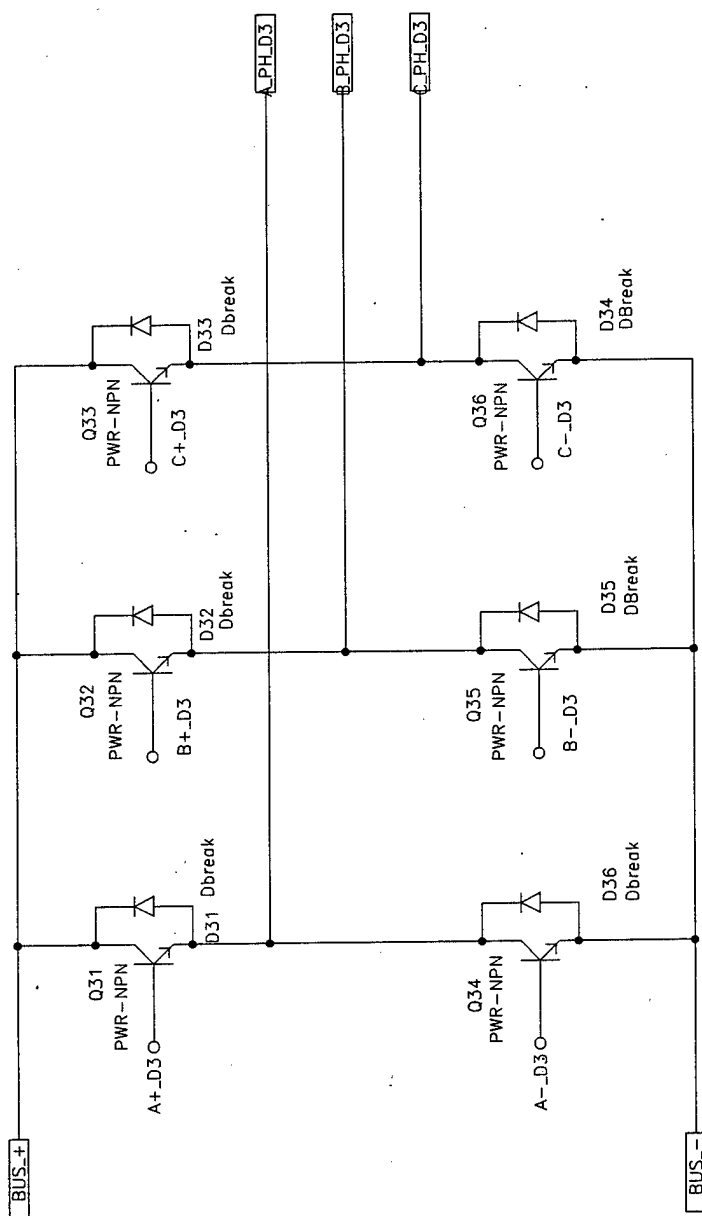 BUS_+
Q31
PWR-NPN
A+_D3
D31
Dbreak
Q32
PWR-NPN
B+_D3
D32
Dbreak
Q33
PWR-NPN
C+_D3
D33
Dbreak
A_PH_D3
B_PH_D3
C_PH_D3
Q34
PWR-NPN
A-_D3
D36
Dbreak
Q35
PWR-NPN
B-_D3
D35
DBreak
Q36
PWR-NPN
C-_D3
D34
DBreak
BUS_-